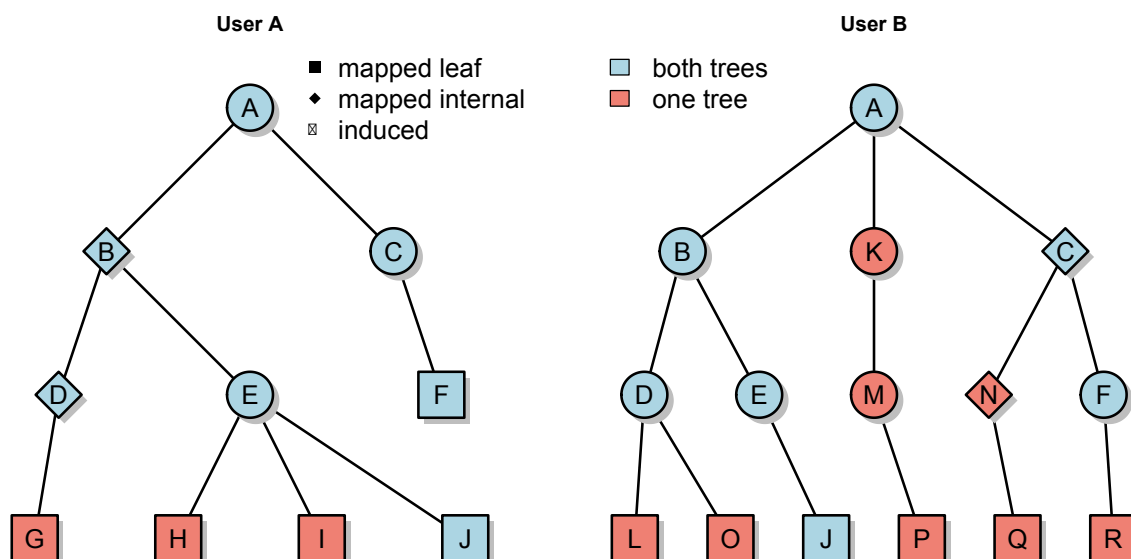 User A
User B
mapped leaf
mapped internal
induced
both trees
one tree
A
B
C
D
E
F
G
H
I
J
A
B
K
C
D
E
M
N
F
L
O
J
P
Q
R